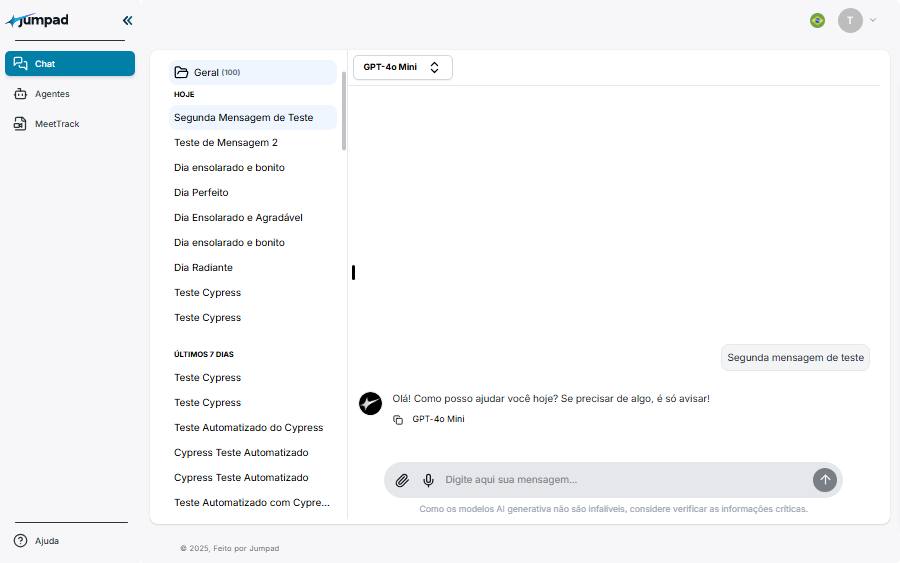 Jumpad
Chat
Agentes
MeetTrack
Ajuda
T
Geral (100)
HOJE
Segunda Mensagem de Teste
Teste de Mensagem 2
Dia ensolarado e bonito
Dia Perfeito
Dia Ensolarado e Agradável
Dia ensolarado e bonito
Dia Radiante
Teste Cypress
Teste Cypress
ÚLTIMOS 7 DIAS
Teste Cypress
Teste Cypress
Teste Automatizado do Cypress
Cypress Teste Automatizado
Cypress Teste Automatizado
Teste Automatizado com Cypre...
GPT-4o Mini
Segunda mensagem de teste
Olá! Como posso ajudar você hoje? Se precisar de algo, é só avisar!
GPT-4o Mini
Digite aqui sua mensagem...
Como os modelos AI generativa não são infalíveis, considere verificar as informações críticas.
© 2025, Feito por Jumpad